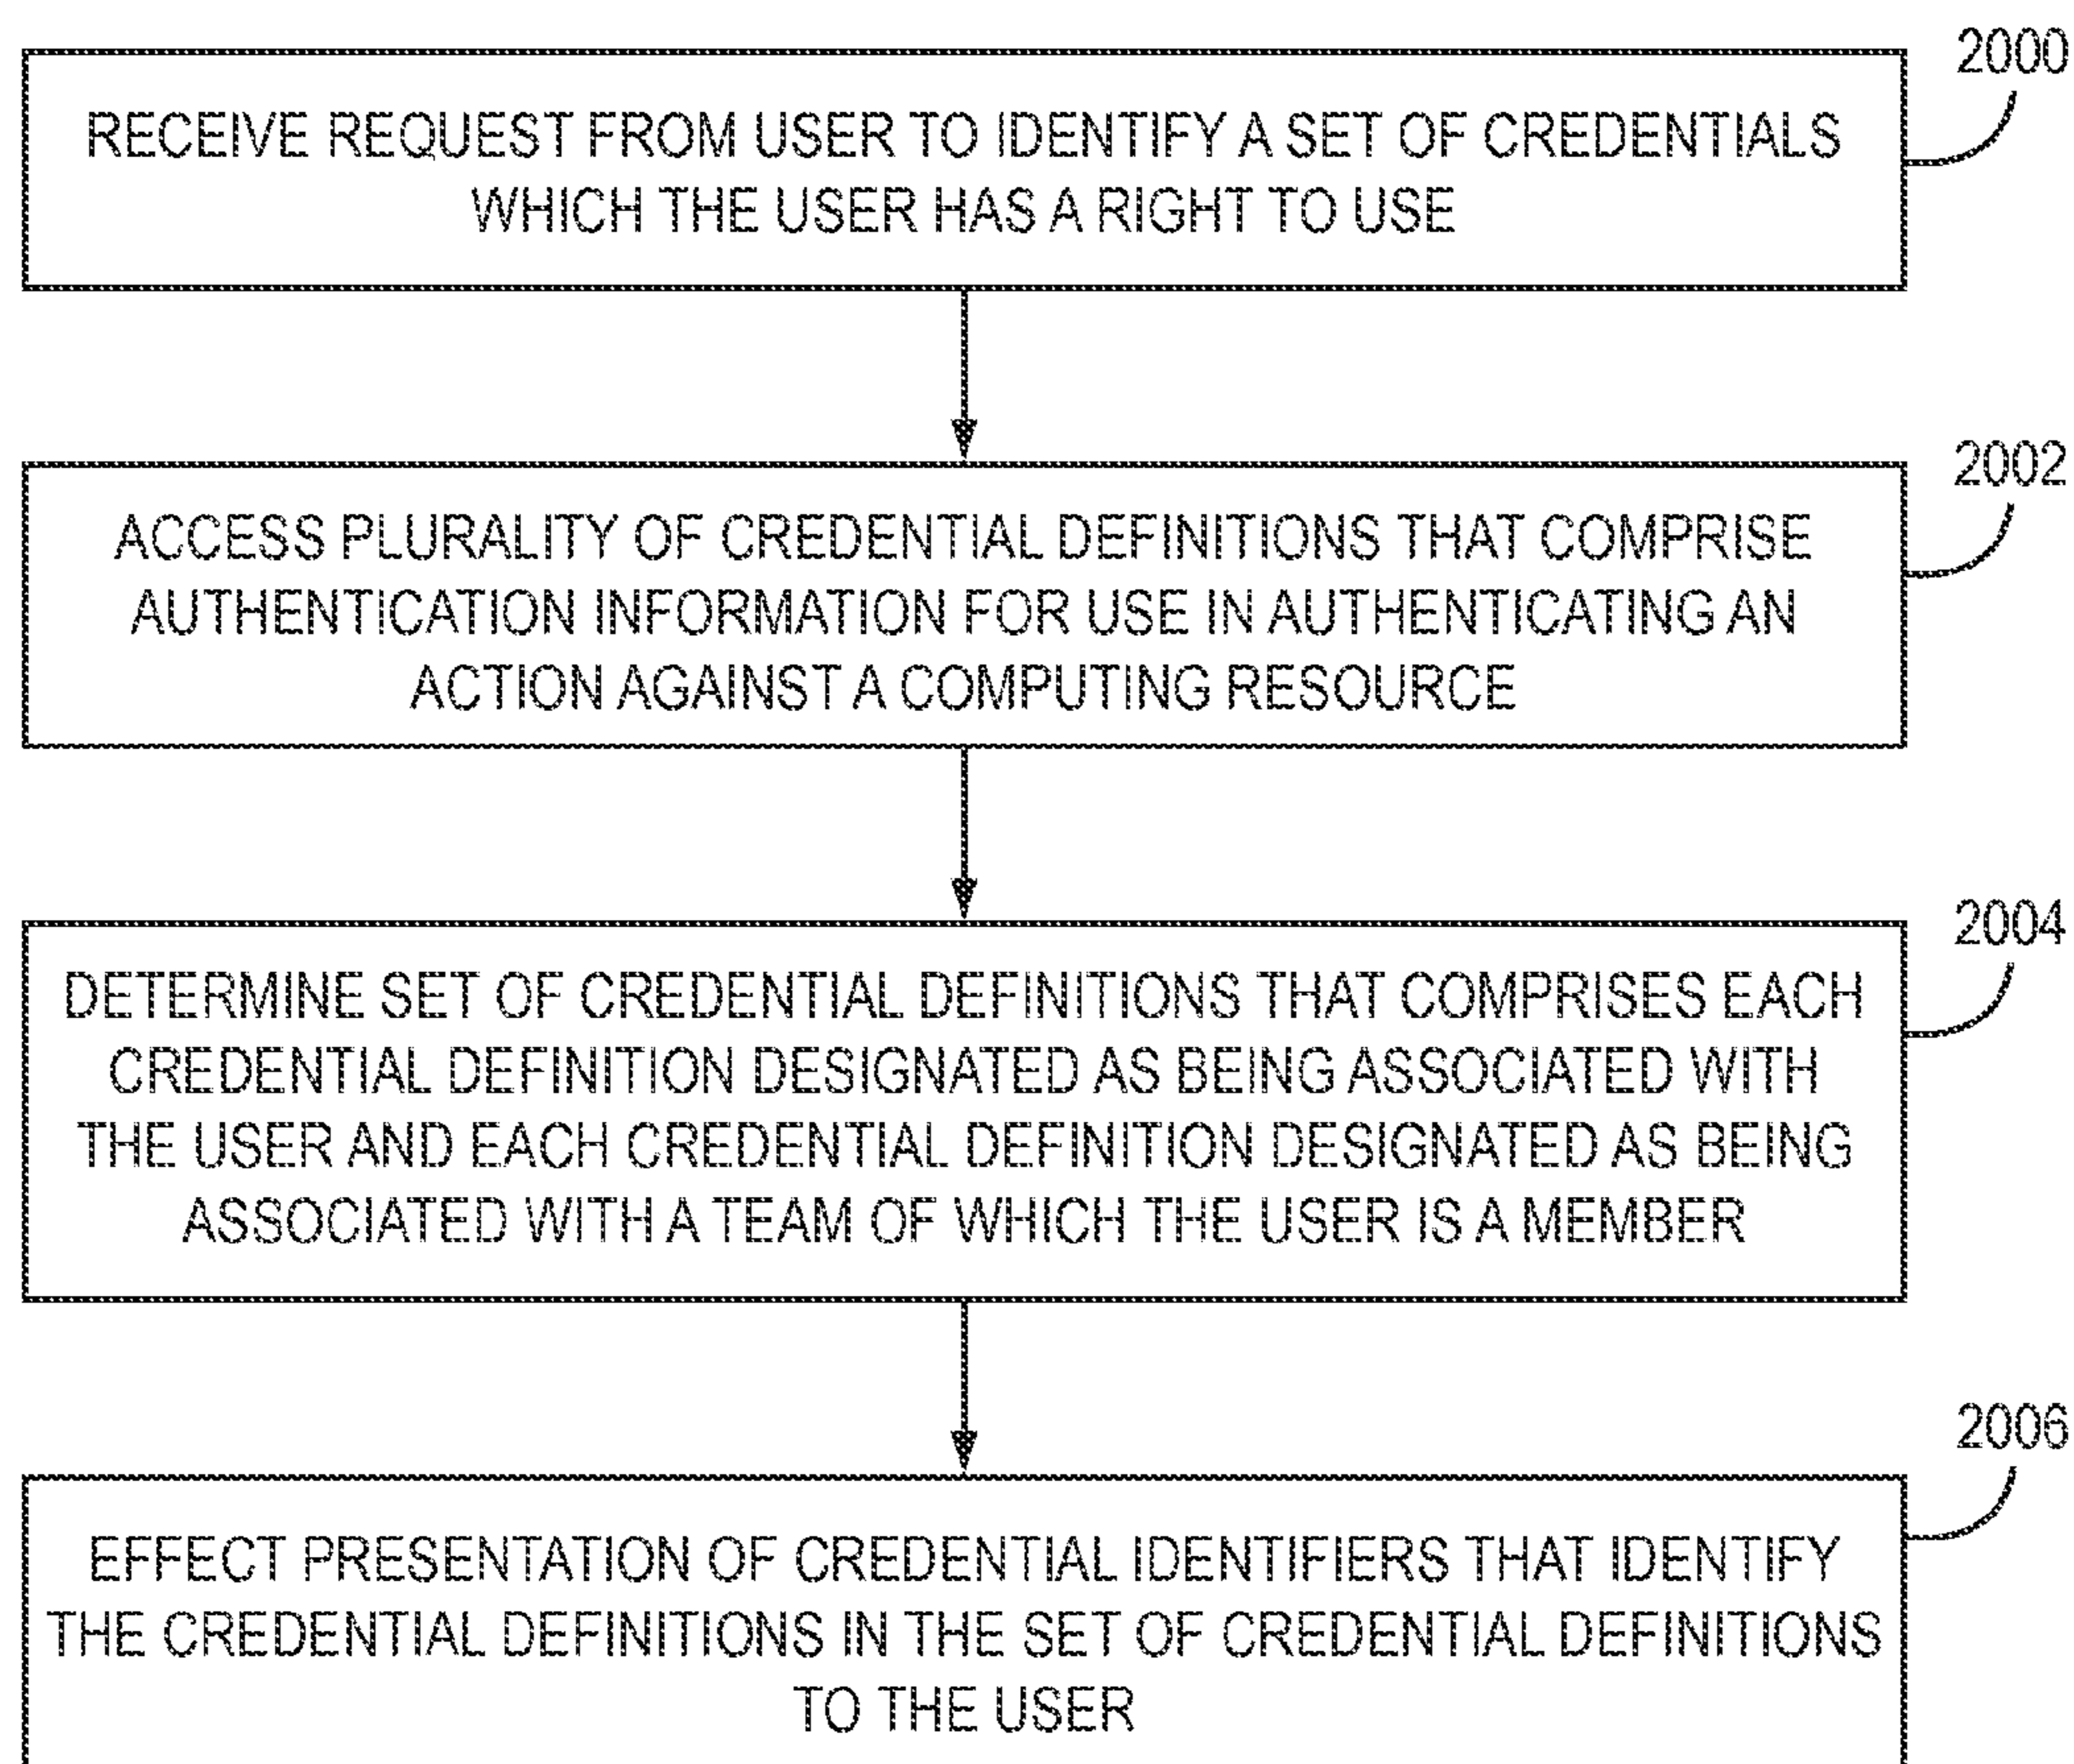 2000
RECEIVE REQUEST FROM USER TO IDENTIFY A SET OF CREDENTIALS
WHICH THE USER HAS A RIGHT TO USE
2002
ACCESS PLURALITY OF CREDENTIAL DEFINITIONS THAT COMPRISE
AUTHENTICATION INFORMATION FOR USE IN AUTHENTICATING AN
ACTION AGAINST A COMPUTING RESOURCE
2004
DETERMINE SET OF CREDENTIAL DEFINITIONS THAT COMPRISES EACH
CREDENTIAL DEFINITION DESIGNATED AS BEING ASSOCIATED WITH
THE USER AND EACH CREDENTIAL DEFINITION DESIGNATED AS BEING
ASSOCIATED WITH A TEAM OF WHICH THE USER IS A MEMBER
2006
EFFECT PRESENTATION OF CREDENTIAL IDENTIFIERS THAT IDENTIFY
THE CREDENTIAL DEFINITIONS IN THE SET OF CREDENTIAL DEFINITIONS
TO THE USER